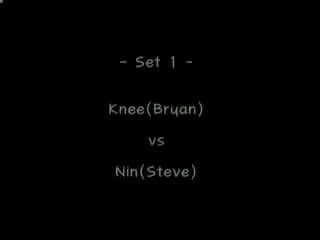 - Set 1 -
Knee(Bryan)
vs
Nin(Steve)